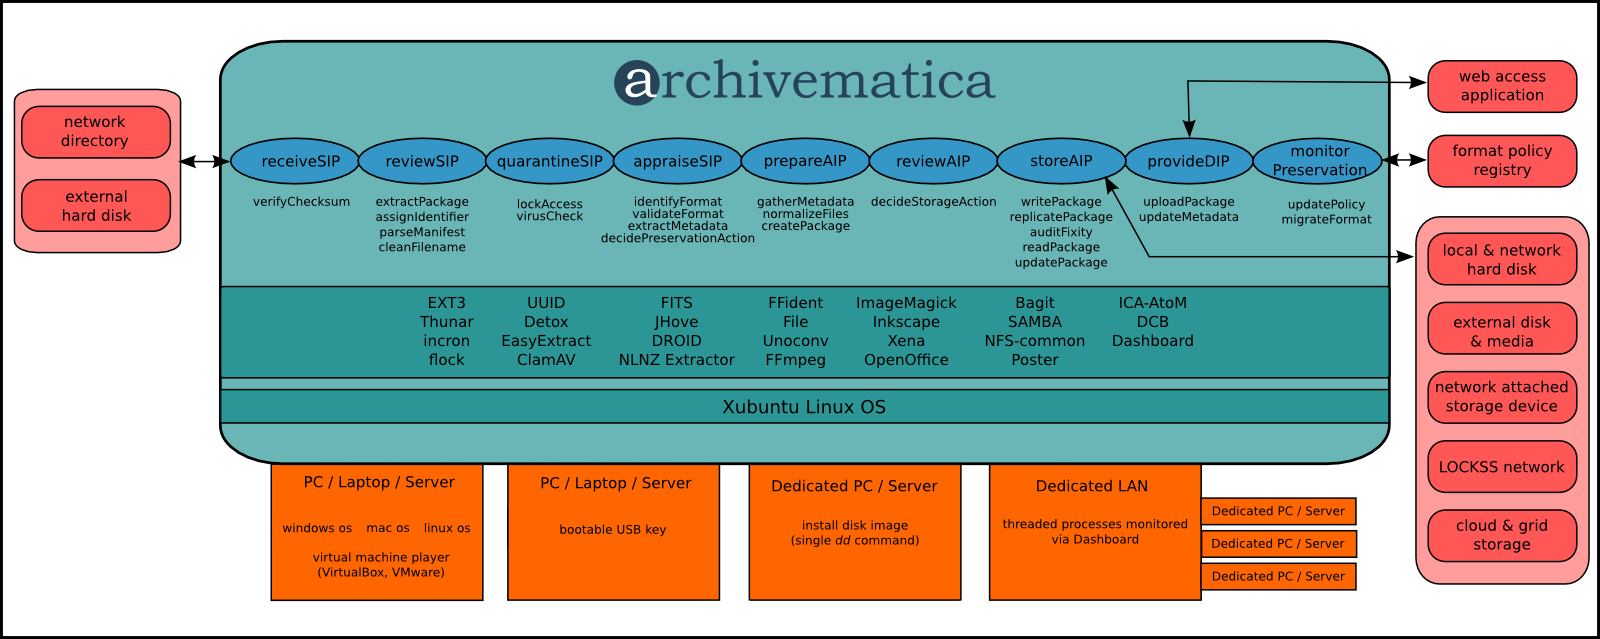 archivematica
network
directory
external
hard disk
receiveSIP
verifyChecksum
reviewSIP
extractPackage
assignIdentifier
parseManifest
cleanFilename
quarantineSIP
lockAccess
virusCheck
appraiseSIP
identifyFormat
validateFormat
extractMetadata
decidePreservationAction
prepareAIP
gatherMetadata
normalizeFiles
createPackage
reviewAIP
decideStorageAction
storeAIP
writePackage
replicatePackage
auditFixity
readPackage
updatePackage
provideDIP
uploadPackage
updateMetadata
monitor
Preservation
updatePolicy
migrateFormat
web access
application
format policy
registry
local & network
hard disk
external disk
& media
network attached
storage device
LOCKSS network
cloud & grid
storage
EXT3
Thunar
incron
flock
UUID
Detox
EasyExtract
ClamAV
FITS
JHove
DROID
NLNZ Extractor
FFident
File
Unoconv
FFmpeg
ImageMagick
Inkscape
Xena
OpenOffice
Bagit
SAMBA
NFS-common
Poster
ICA-AtoM
DCB
Dashboard
Xubuntu Linux OS
PC / Laptop / Server
windows os mac os linux os
virtual machine player
(VirtualBox, VMware)
PC / Laptop / Server
bootable USB key
Dedicated PC / Server
install disk image
(single dd command)
Dedicated LAN
threaded processes monitored
via Dashboard
Dedicated PC / Server
Dedicated PC / Server
Dedicated PC / Server